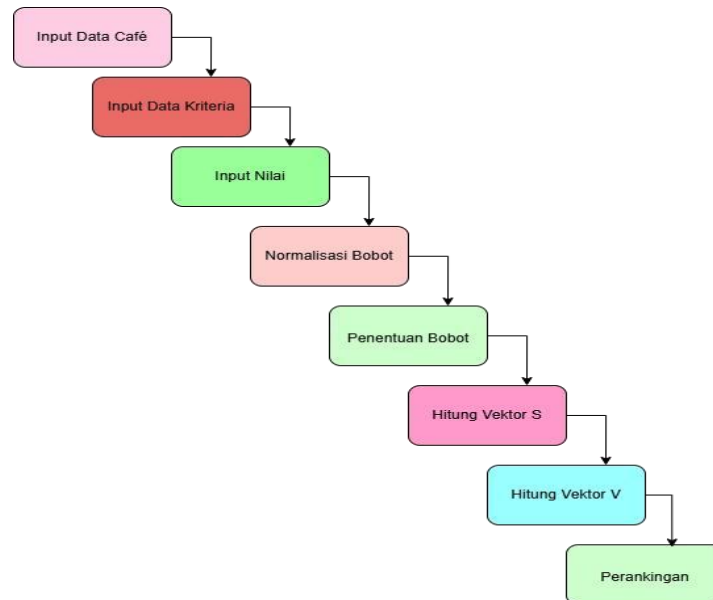 Input Data Café
Input Data Kriteria
Input Nilai
Normalisasi Bobot
Penentuan Bobot
Hitung Vektor S
Hitung Vektor V
Perankingan